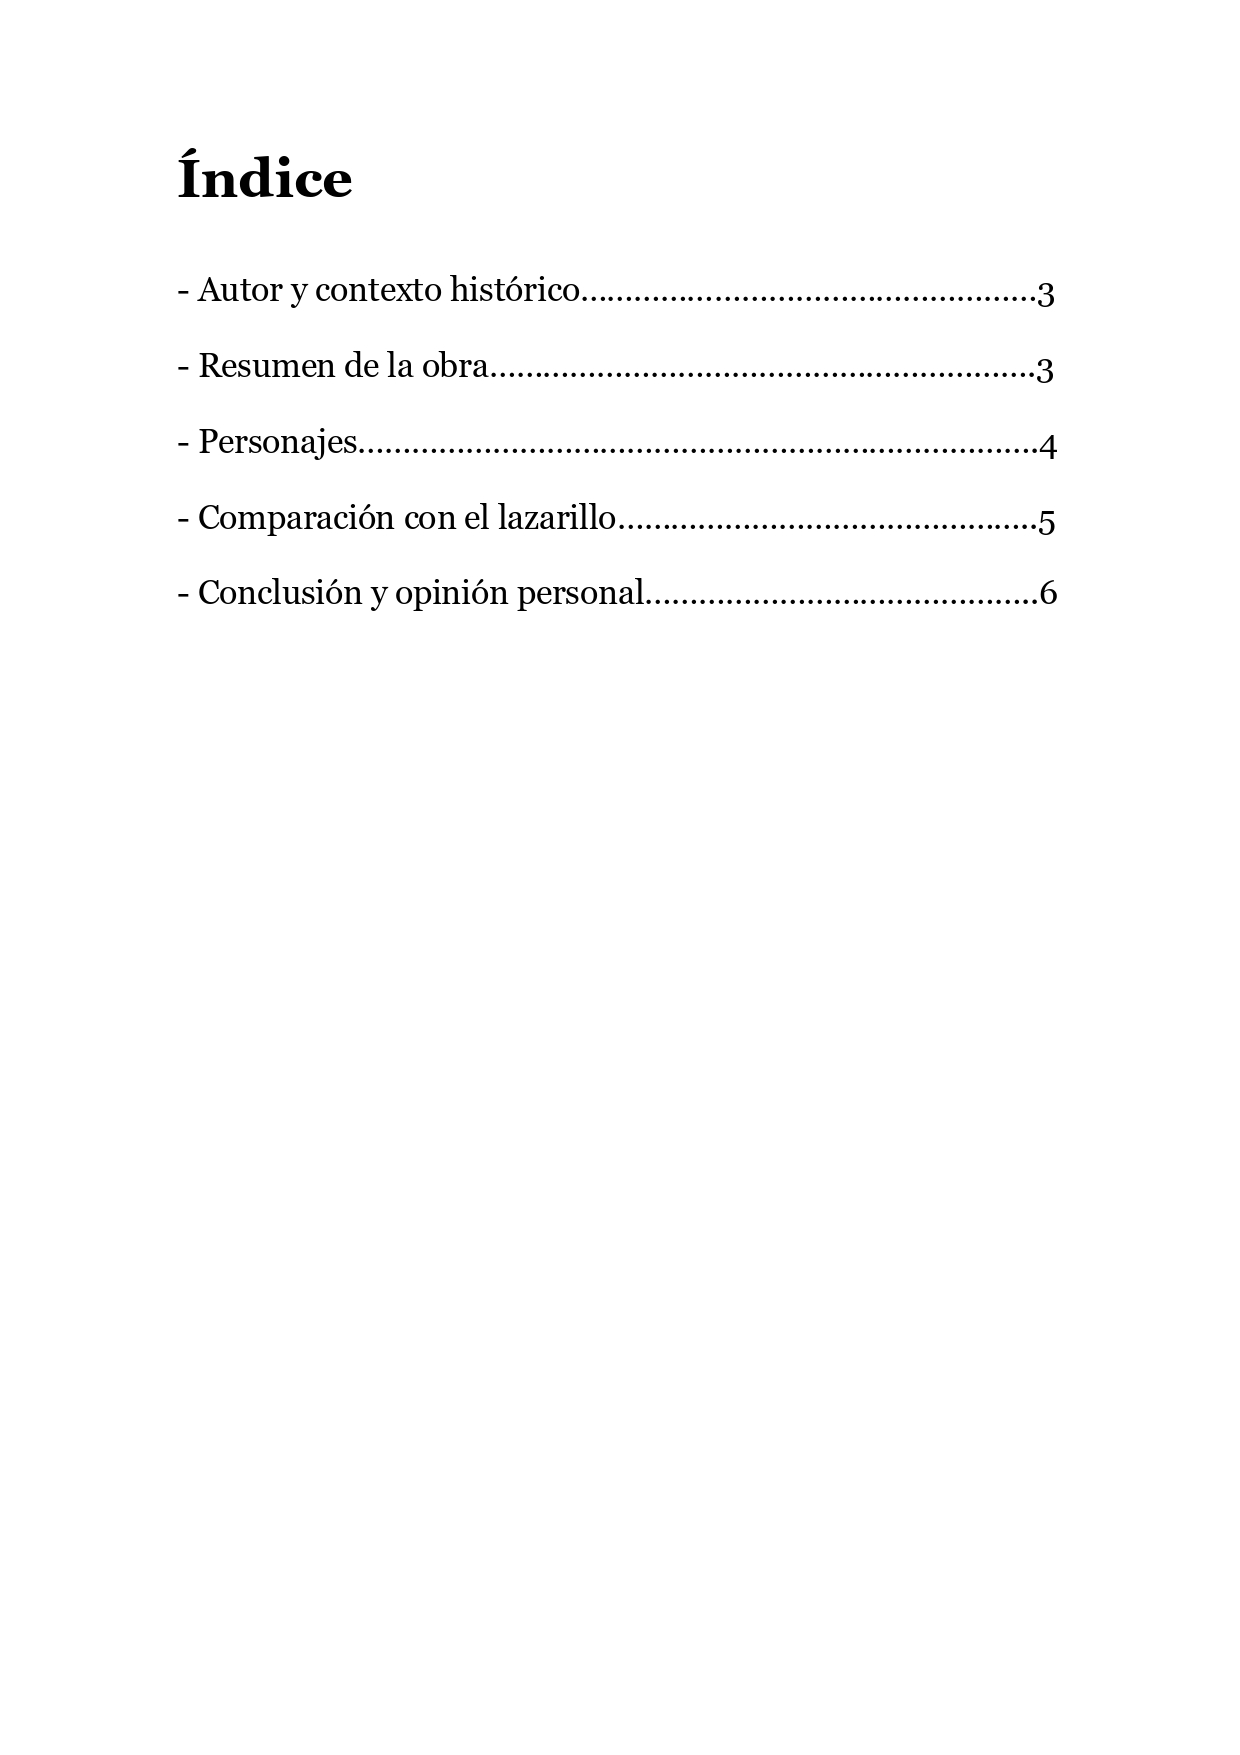 Índice
- Autor y contexto histórico..................................................3
- Resumen de la obra............................................................3
- Personajes...........................................................................4
- Comparación con el lazarillo..............................................5
- Conclusión y opinión personal...........................................6